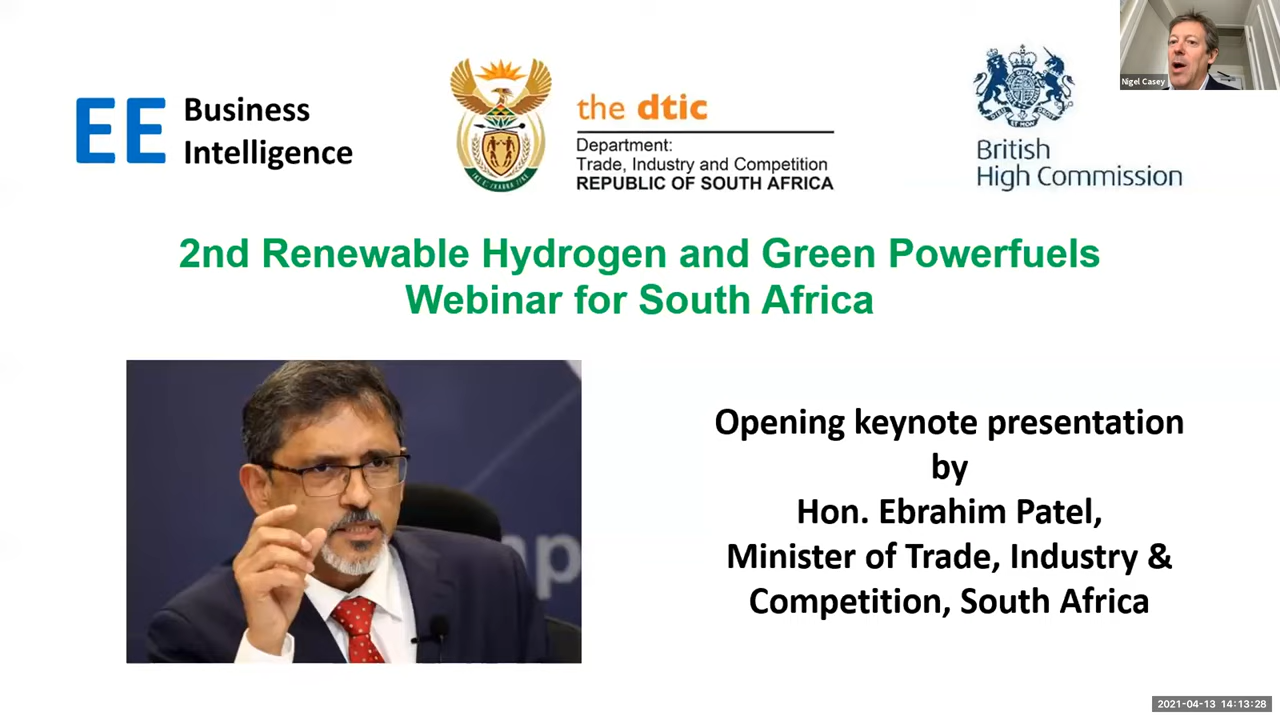 EE Business
Intelligence
the dtic
Department:
Trade, Industry and Competition
REPUBLIC OF SOUTH AFRICA
British
High Commission
Nigel Casey
2nd Renewable Hydrogen and Green Powerfuels
Webinar for South Africa
Opening keynote presentation
by
Hon. Ebrahim Patel,
Minister of Trade, Industry &
Competition, South Africa
2021-04-13 14:13:28